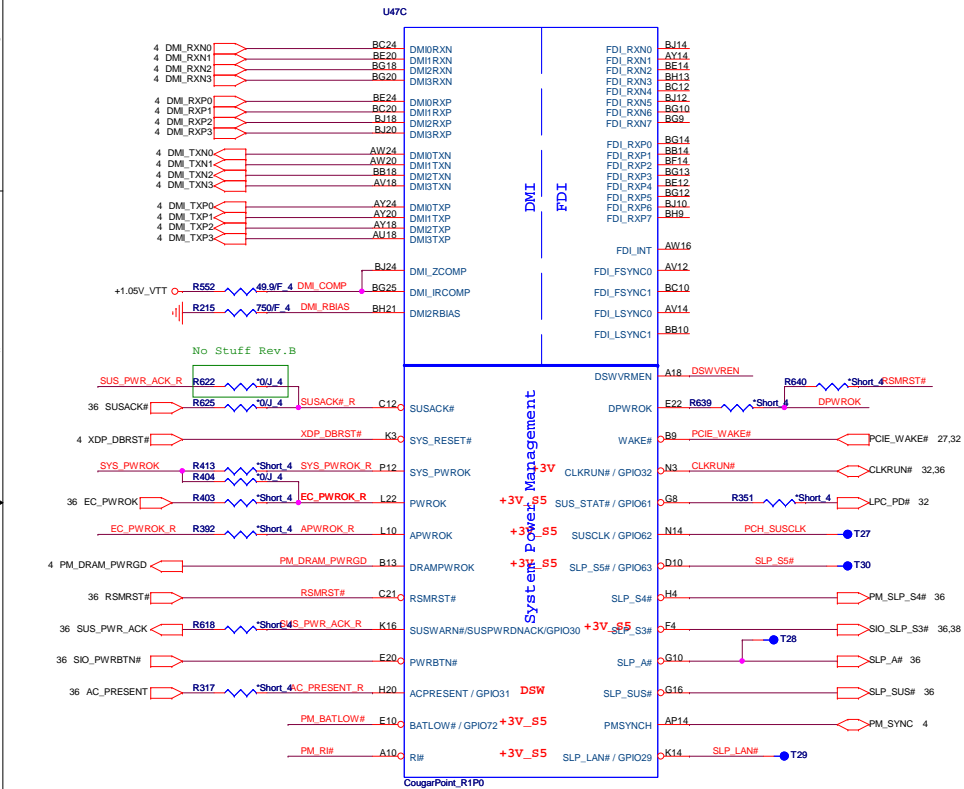 U47C
4 DMI_RXN0 BC24 DMI0RXN FDI_RXN0 BJ14
4 DMI_RXN1 BE20 DMI1RXN FDI_RXN1 AY14
4 DMI_RXN2 BG18 DMI2RXN FDI_RXN2 BE14
4 DMI_RXN3 BG20 DMI3RXN FDI_RXN3 BH13
FDI_RXN4 BC12
4 DMI_RXP0 BE24 DMI0RXP FDI_RXN5 BJ12
4 DMI_RXP1 BC20 DMI1RXP FDI_RXN6 BG10
4 DMI_RXP2 BJ18 DMI2RXP FDI_RXN7 BG9
4 DMI_RXP3 BJ20 DMI3RXP
FDI_RXP0 BG14
4 DMI_TXN0 AW24 DMI0TXN FDI_RXP1 BB14
4 DMI_TXN1 AW20 DMI1TXN FDI_RXP2 BF14
4 DMI_TXN2 BB18 DMI2TXN FDI_RXP3 BG13
4 DMI_TXN3 AV18 DMI3TXN FDI_RXP4 BE12
FDI_RXP5 BG12
4 DMI_TXP0 AY24 DMI0TXP FDI_RXP6 BJ10
4 DMI_TXP1 AY20 DMI1TXP FDI_RXP7 BH9
4 DMI_TXP2 AY18 DMI2TXP
4 DMI_TXP3 AU18 DMI3TXP
DMI
FDI
FDI_INT AW16
BJ24 DMI_ZCOMP FDI_FSYNC0 AV12
+1.05V_VTT R552 49.9/F_4 DMI_COMP BG25 DMI_IRCOMP FDI_FSYNC1 BC10
R215 750/F_4 DMI_RBIAS BH21 DMI2RBIAS FDI_LSYNC0 AV14
FDI_LSYNC1 BB10
No Stuff Rev.B
SUS_PWR_ACK_R R622 *0/J_4
DSWVRMEN A18 DSWVREN
R640 *Short_4 RSMRST#
36 SUSACK# R625 *0/J_4 SUSACK#_R C12 SUSACK# DPWROK E22 R639 *Short_4 DPWROK
4 XDP_DBRST# XDP_DBRST# K3 SYS_RESET# WAKE# B9 PCIE_WAKE# PCIE_WAKE# 27,32
SYS_PWROK R413 *Short_4 SYS_PWROK_R P12 SYS_PWROK +3V CLKRUN# / GPIO32 N3 CLKRUN# CLKRUN# 32,36
R404 *0/J_4
36 EC_PWROK R403 *Short_4 EC_PWROK_R L22 PWROK +3V_S5 SUS_STAT# / GPIO61 G8 R351 *Short_4 LPC_PD# 32
EC_PWROK_R R392 *Short_4 APWROK_R L10 APWROK +3V_S5 SUSCLK / GPIO62 N14 PCH_SUSCLK T27
4 PM_DRAM_PWRGD PM_DRAM_PWRGD B13 DRAMPWROK +3V_S5 SLP_S5# / GPIO63 D10 SLP_S5# T30
System Power Management
36 RSMRST# RSMRST# C21 RSMRST# SLP_S4# H4 PM_SLP_S4# 36
36 SUS_PWR_ACK R618 *Short_4 SUS_PWR_ACK_R K16 SUSWARN#/SUSPWRDNACK/GPIO30 +3V_S5 SLP_S3# F4 SIO_SLP_S3# 36,38
T28
36 SIO_PWRBTN# E20 PWRBTN# SLP_A# G10 SLP_A# 36
36 AC_PRESENT R317 *Short_4 AC_PRESENT_R H20 ACPRESENT / GPIO31 DSW SLP_SUS# G16 SLP_SUS# 36
PM_BATLOW# E10 BATLOW# / GPIO72 +3V_S5 PMSYNCH AP14 PM_SYNC 4
PM_RI# A10 RI# +3V_S5 SLP_LAN# / GPIO29 K14 SLP_LAN# T29
CougarPoint_R1P0